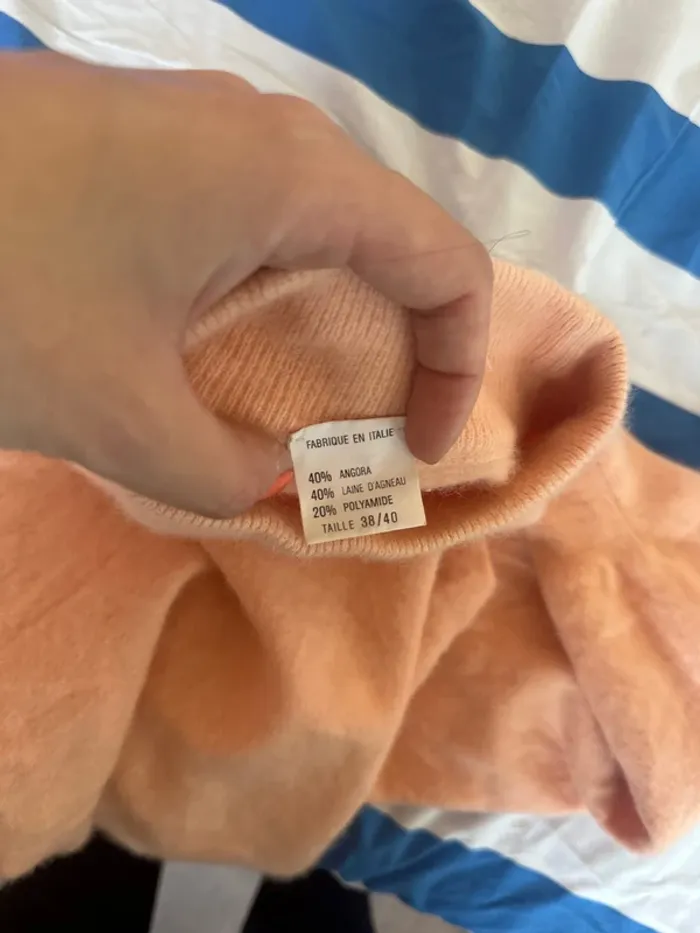 FABRIQUE EN ITALIE
40% ANGORA
40% LAINE D'AGNEAU
20% POLYAMIDE
TAILLE 38/40